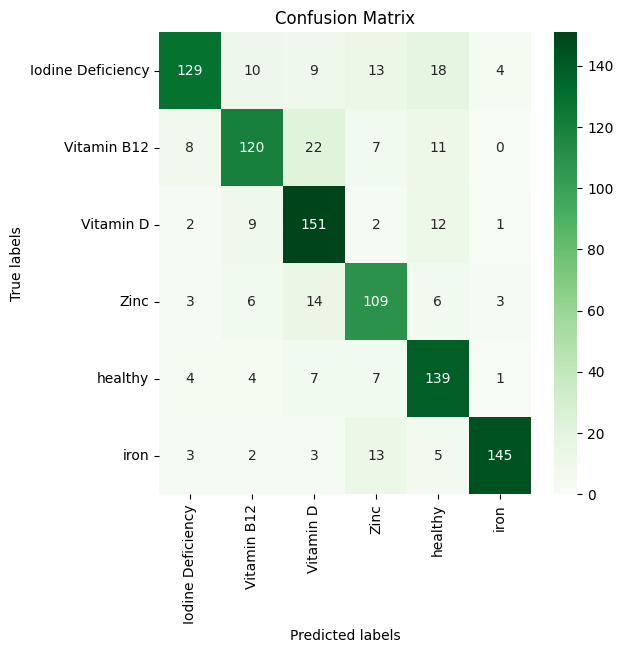 Confusion Matrix
Iodine Deficiency 129 10 9 13 18 4
140
120
Vitamin B12 8 120 22 7 11 0
100
Vitamin D 2 9 151 2 12 1
80
Zinc 3 6 14 109 6 3
60
healthy 4 4 7 7 139 1
40
20
iron 3 2 3 13 5 145
0
True labels
Iodine Deficiency
Vitamin B12
Vitamin D
Zinc
healthy
iron
Predicted labels